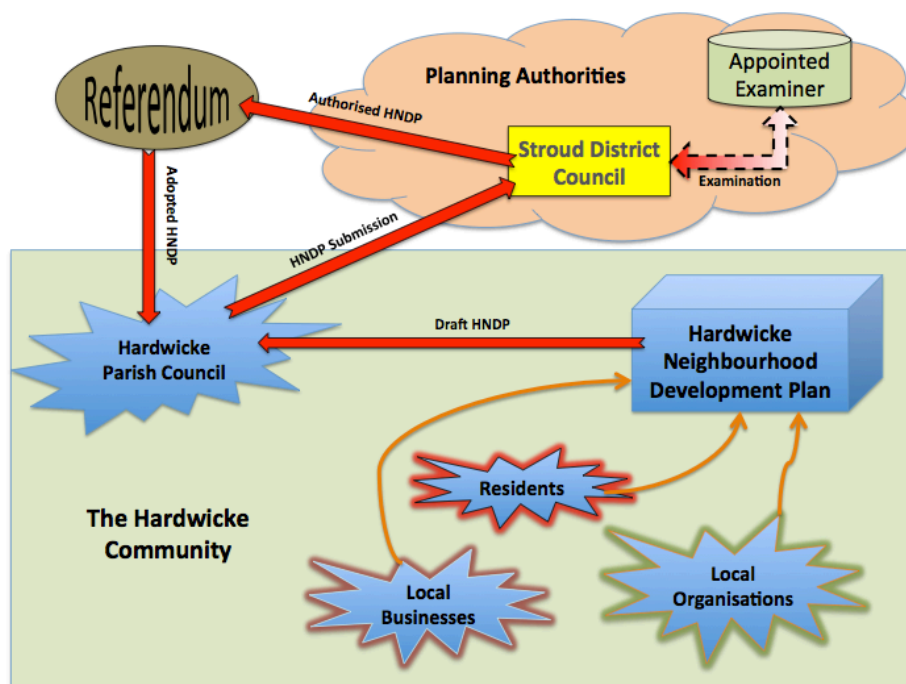 Planning Authorities
Appointed
Examiner
Referendum
Authorised HNDP
Stroud District
Council
Examination
Adopted HNDP
HNDP Submission
Hardwicke
Parish Council
Draft HNDP
Hardwicke
Neighbourhood
Development Plan
Residents
The Hardwicke
Community
Local
Businesses
Local
Organisations